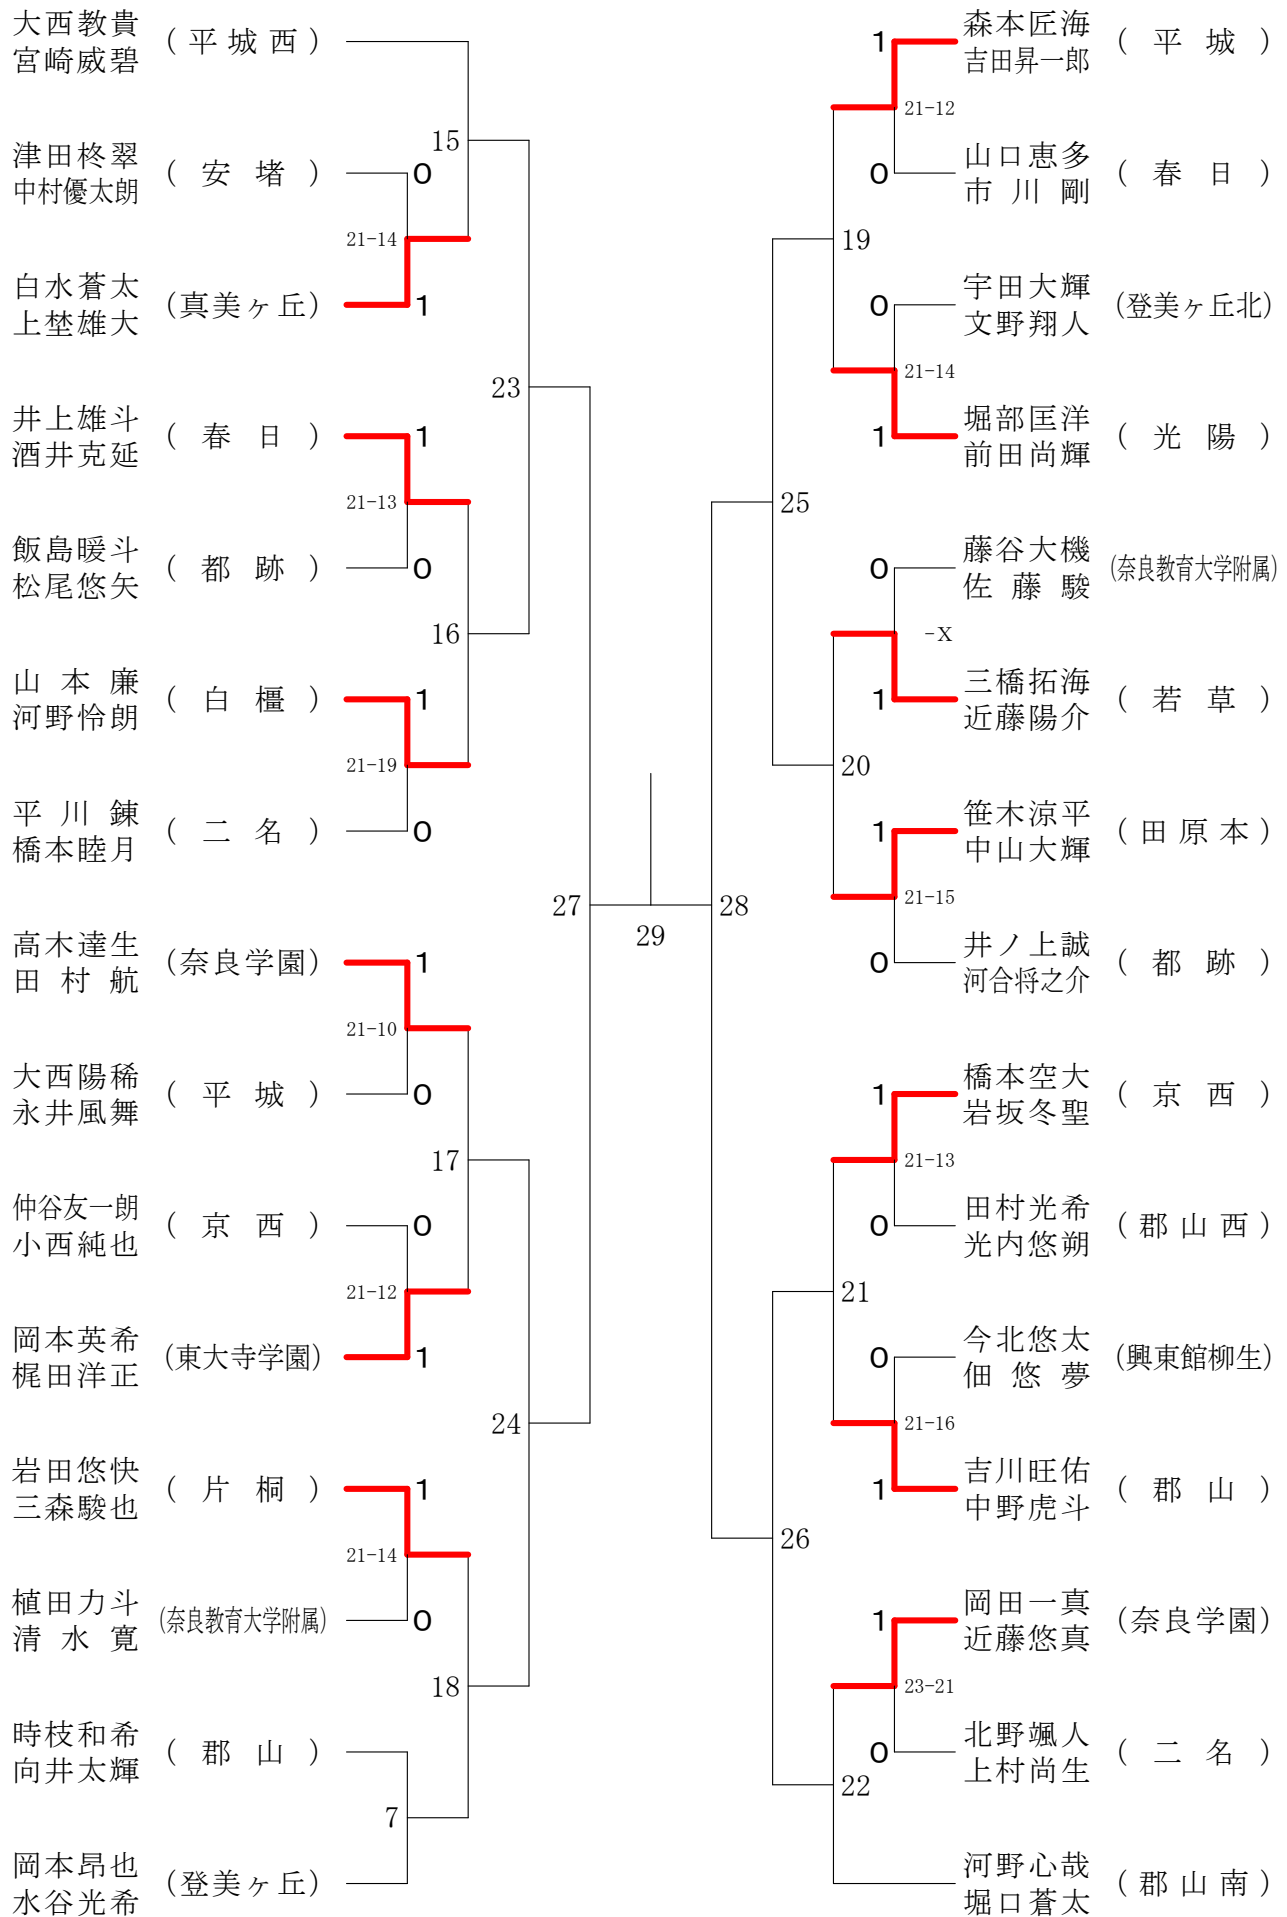 大西教貴
宮崎威碧
(平城西)
15
津田柊翠
中村優太朗
(安堵)
0
21-14
白水蒼太
上埜雄大
(真美ヶ丘)
1
23
井上雄斗
酒井克延
(春日)
1
21-13
飯島暖斗
松尾悠矢
(都跡)
0
16
山本廉
河野怜朗
(白橿)
1
21-19
平川錬
橋本睦月
(二名)
0
27
高木達生
田村航
(奈良学園)
1
21-10
大西陽稀
永井風舞
(平城)
0
17
仲谷友一朗
小西純也
(京西)
0
21-12
岡本英希
梶田洋正
(東大寺学園)
1
24
岩田悠快
三森駿也
(片桐)
1
21-14
植田力斗
清水寛
(奈良教育大学附属)
0
18
時枝和希
向井太輝
(郡山)
7
岡本昂也
水谷光希
(登美ヶ丘)
29
1
森本匠海
吉田昇一郎
(平城)
21-12
0
山口恵多
市川剛
(春日)
19
0
宇田大輝
文野翔人
(登美ヶ丘北)
21-14
1
堀部匡洋
前田尚輝
(光陽)
25
0
藤谷大機
佐藤駿
(奈良教育大学附属)
-X
1
三橋拓海
近藤陽介
(若草)
20
1
笹木涼平
中山大輝
(田原本)
21-15
28
0
井ノ上誠
河合将之介
(都跡)
1
橋本空大
岩坂冬聖
(京西)
21-13
0
田村光希
光内悠朔
(郡山西)
21
0
今北悠太
佃悠夢
(興東館柳生)
21-16
1
吉川旺佑
中野虎斗
(郡山)
26
1
岡田一真
近藤悠真
(奈良学園)
23-21
0
北野颯人
上村尚生
(二名)
22
河野心哉
堀口蒼太
(郡山南)